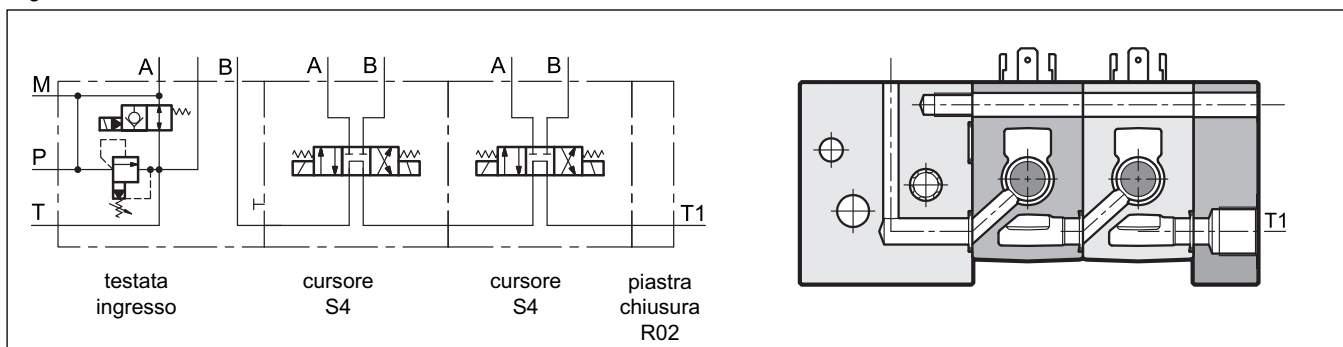 A B A B A B
M
P
T T1
testata ingresso
cursore S4
cursore S4
piastra chiusura R02
T1